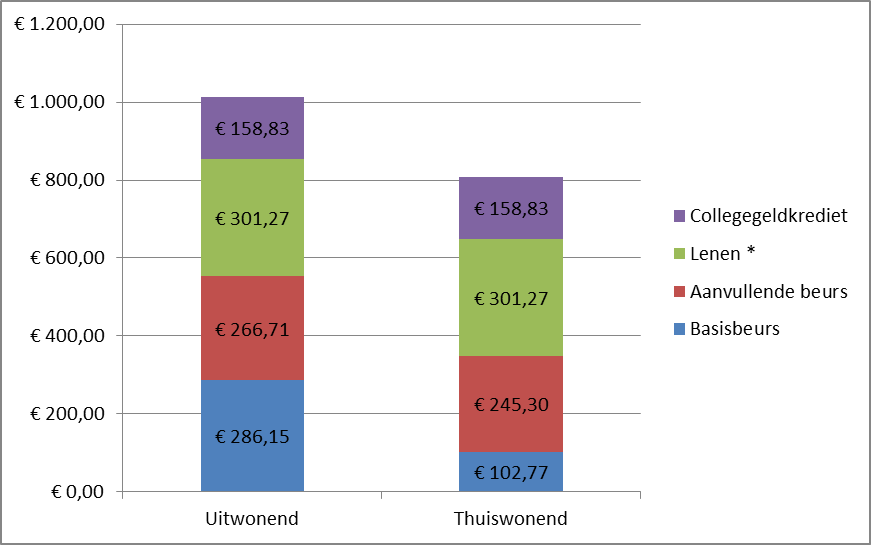 € 1.200,00
€ 1.000,00
€ 800,00
€ 600,00
€ 400,00
€ 200,00
€ 0,00
€ 158,83
€ 301,27
€ 266,71
€ 286,15
€ 158,83
€ 301,27
€ 245,30
€ 102,77
Uitwonend
Thuiswonend
Collegegeldkrediet
Lenen *
Aanvullende beurs
Basisbeurs